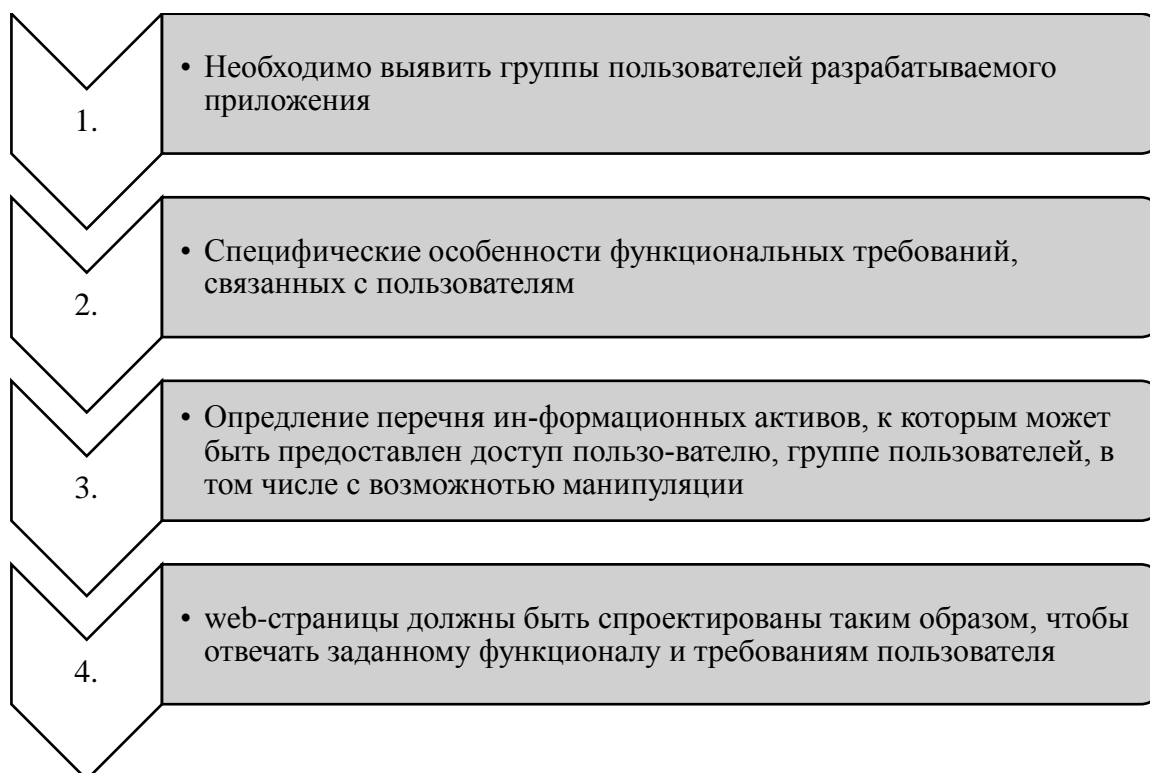 1.
• Необходимо выявить группы пользователей разрабатываемого
приложения
2.
• Специфические особенности функциональных требований,
связанных с пользователям
3.
• Опредление перечня ин-формационных активов, к которым может
быть предоставлен доступ пользо-вателю, группе пользователей, в
том числе с возможнотью манипуляции
4.
• web-страницы должны быть спроектированы таким образом, чтобы
отвечать заданному функционалу и требованиям пользователя